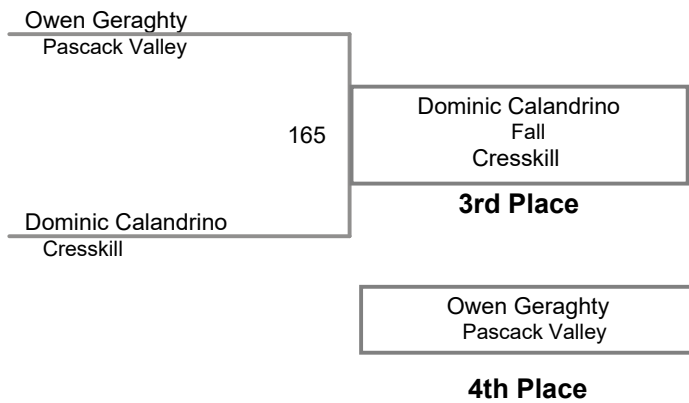 Owen Geraghty
Pascack Valley
165
Dominic Calandrino
Fall
Cresskill
3rd Place
Dominic Calandrino
Cresskill
Owen Geraghty
Pascack Valley
4th Place